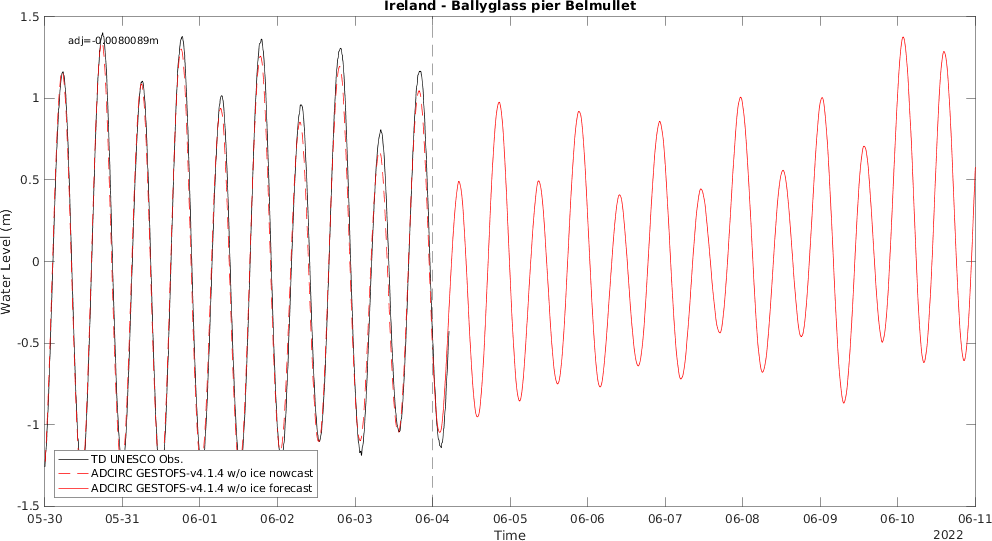 Ireland - Ballyglass pier Belmullet
1.5
adj=-0.0080089m
1
0.5
0
-0.5
-1
-1.5
Water Level (m)
TD UNESCO Obs.
ADCIRC GESTOFS-v4.1.4 w/o ice nowcast
ADCIRC GESTOFS-v4.1.4 w/o ice forecast
05-30 05-31 06-01 06-02 06-03 06-04 06-05 06-06 06-07 06-08 06-09 06-10 06-11
Time
2022